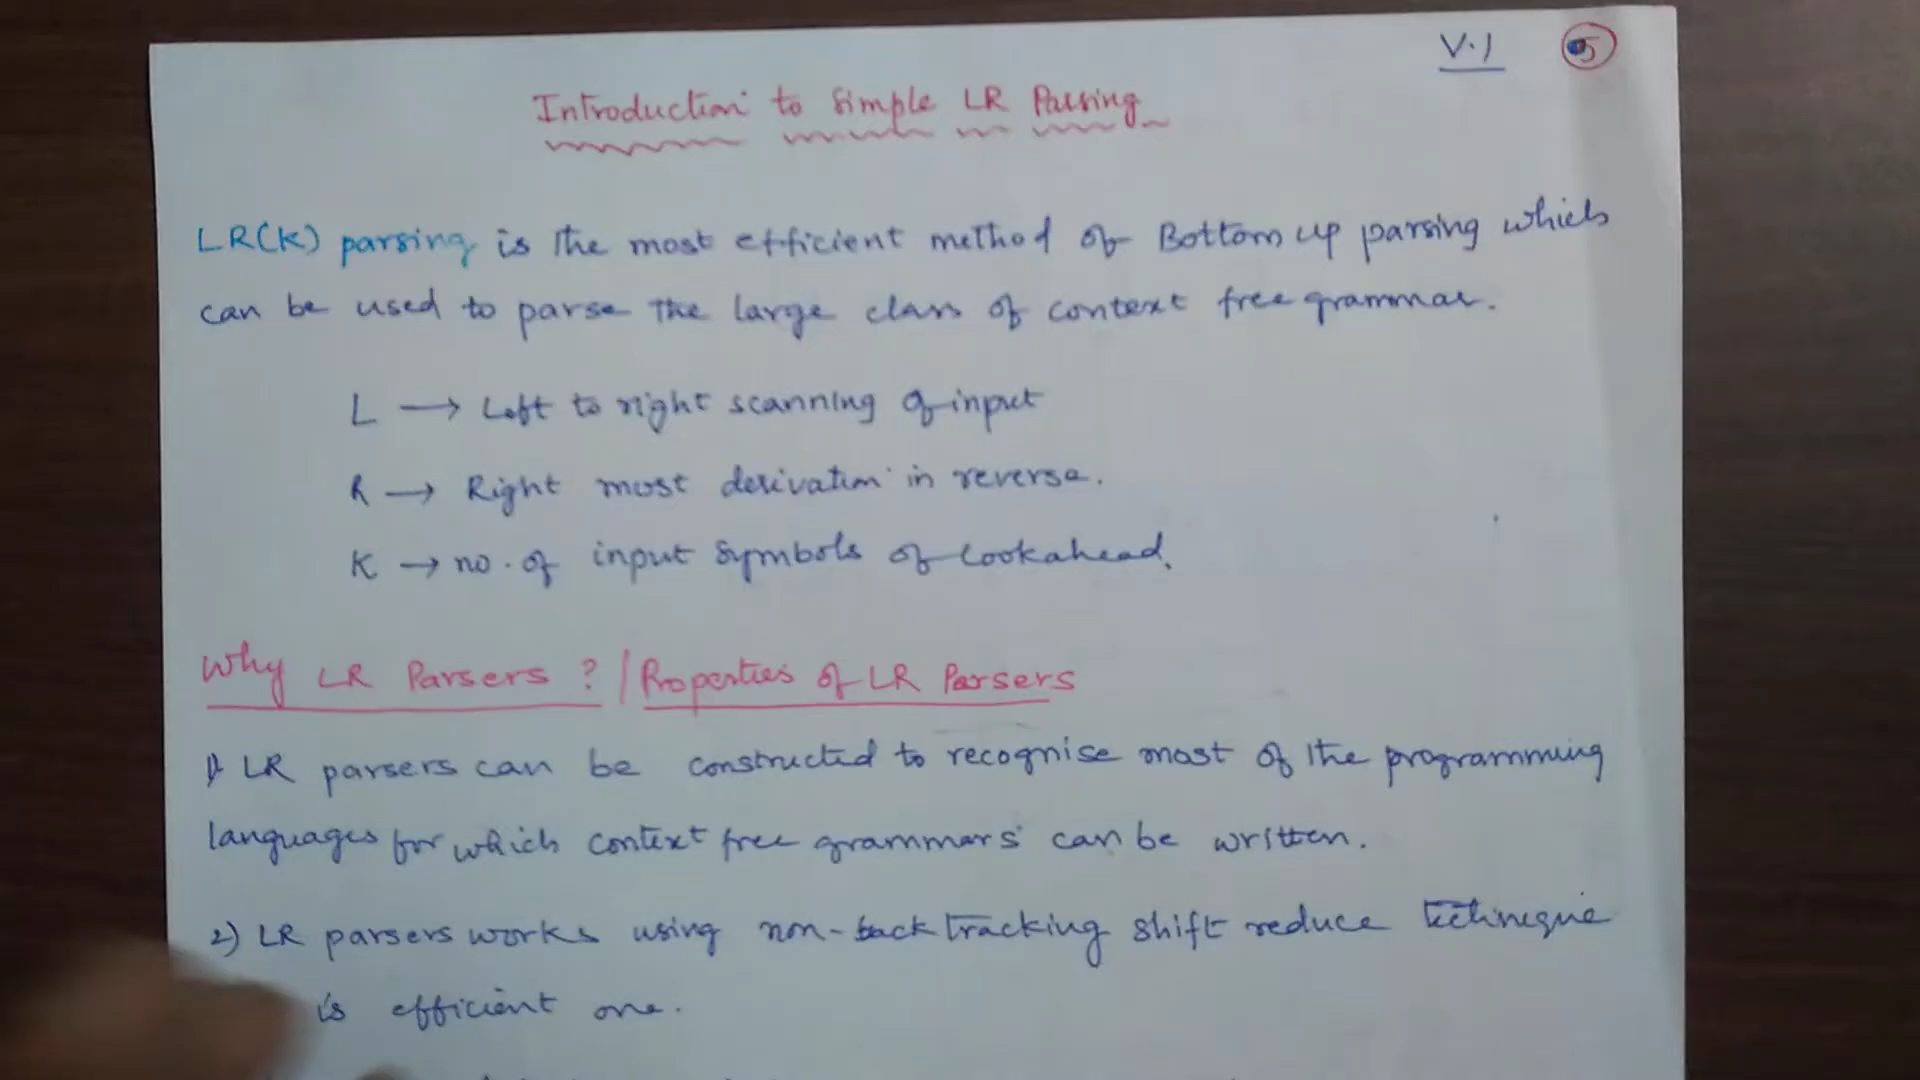 V.1 5
Introduction to Simple LR Parsing
LR(K) parsing is the most efficient method of Bottom up parsing which
can be used to parse the large class of context free grammar.
L → Left to right scanning of input
R → Right most derivation in reverse.
K → no. of input symbols of lookahead.
Why LR Parsers ? / Properties of LR Parsers
1) LR parsers can be constructed to recognise most of the programming
languages for which context free grammars can be written.
2) LR parsers works using non-back tracking shift reduce technique
is efficient one.